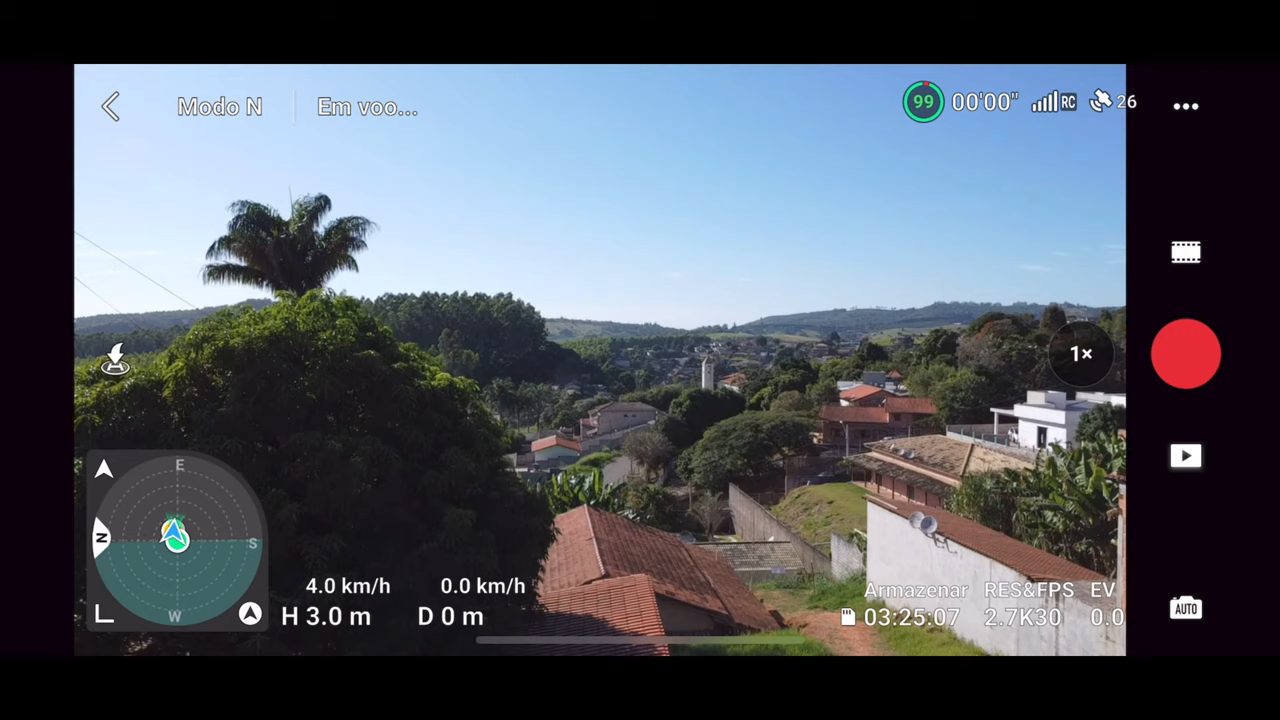 Modo N
Em voo...
99
00'00"
RC
26
1×
E
N
S
W
4.0 km/h
0.0 km/h
H 3.0 m
D 0 m
Armazenar
RES&FPS
EV
03:25:07
2.7K30
0.0
AUTO